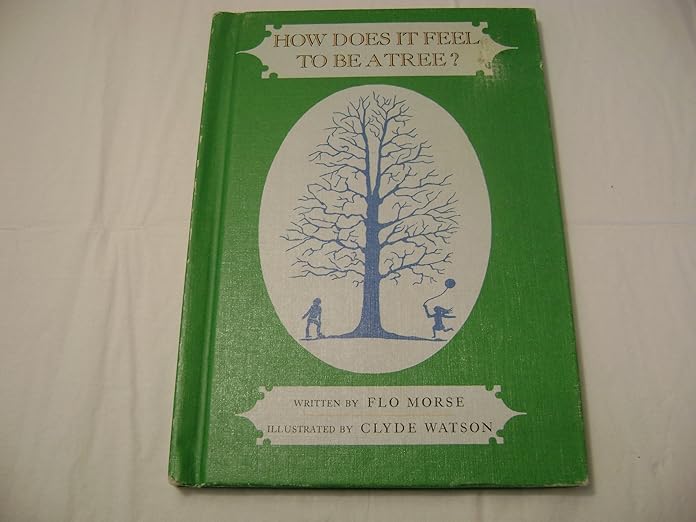 HOW DOES IT FEEL
TO BE A TREE?
WRITTEN BY FLO MORSE
ILLUSTRATED BY CLYDE WATSON